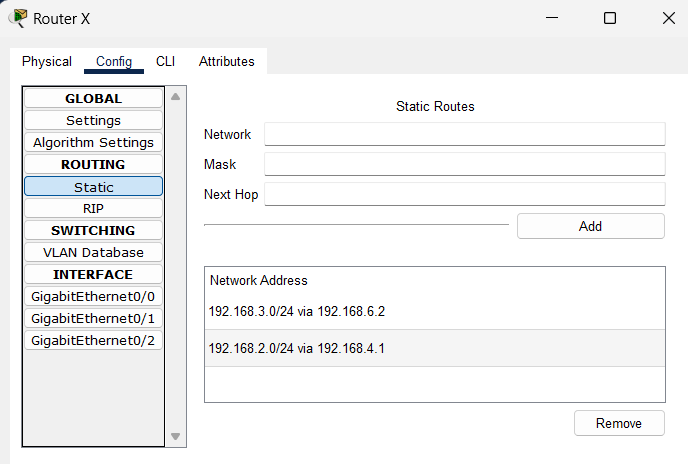 Router X
Physical Config CLI Attributes
GLOBAL
Settings
Algorithm Settings
ROUTING
Static
RIP
SWITCHING
VLAN Database
INTERFACE
GigabitEthernet0/0
GigabitEthernet0/1
GigabitEthernet0/2
Static Routes
Network
Mask
Next Hop
Add
Network Address
192.168.3.0/24 via 192.168.6.2
192.168.2.0/24 via 192.168.4.1
Remove